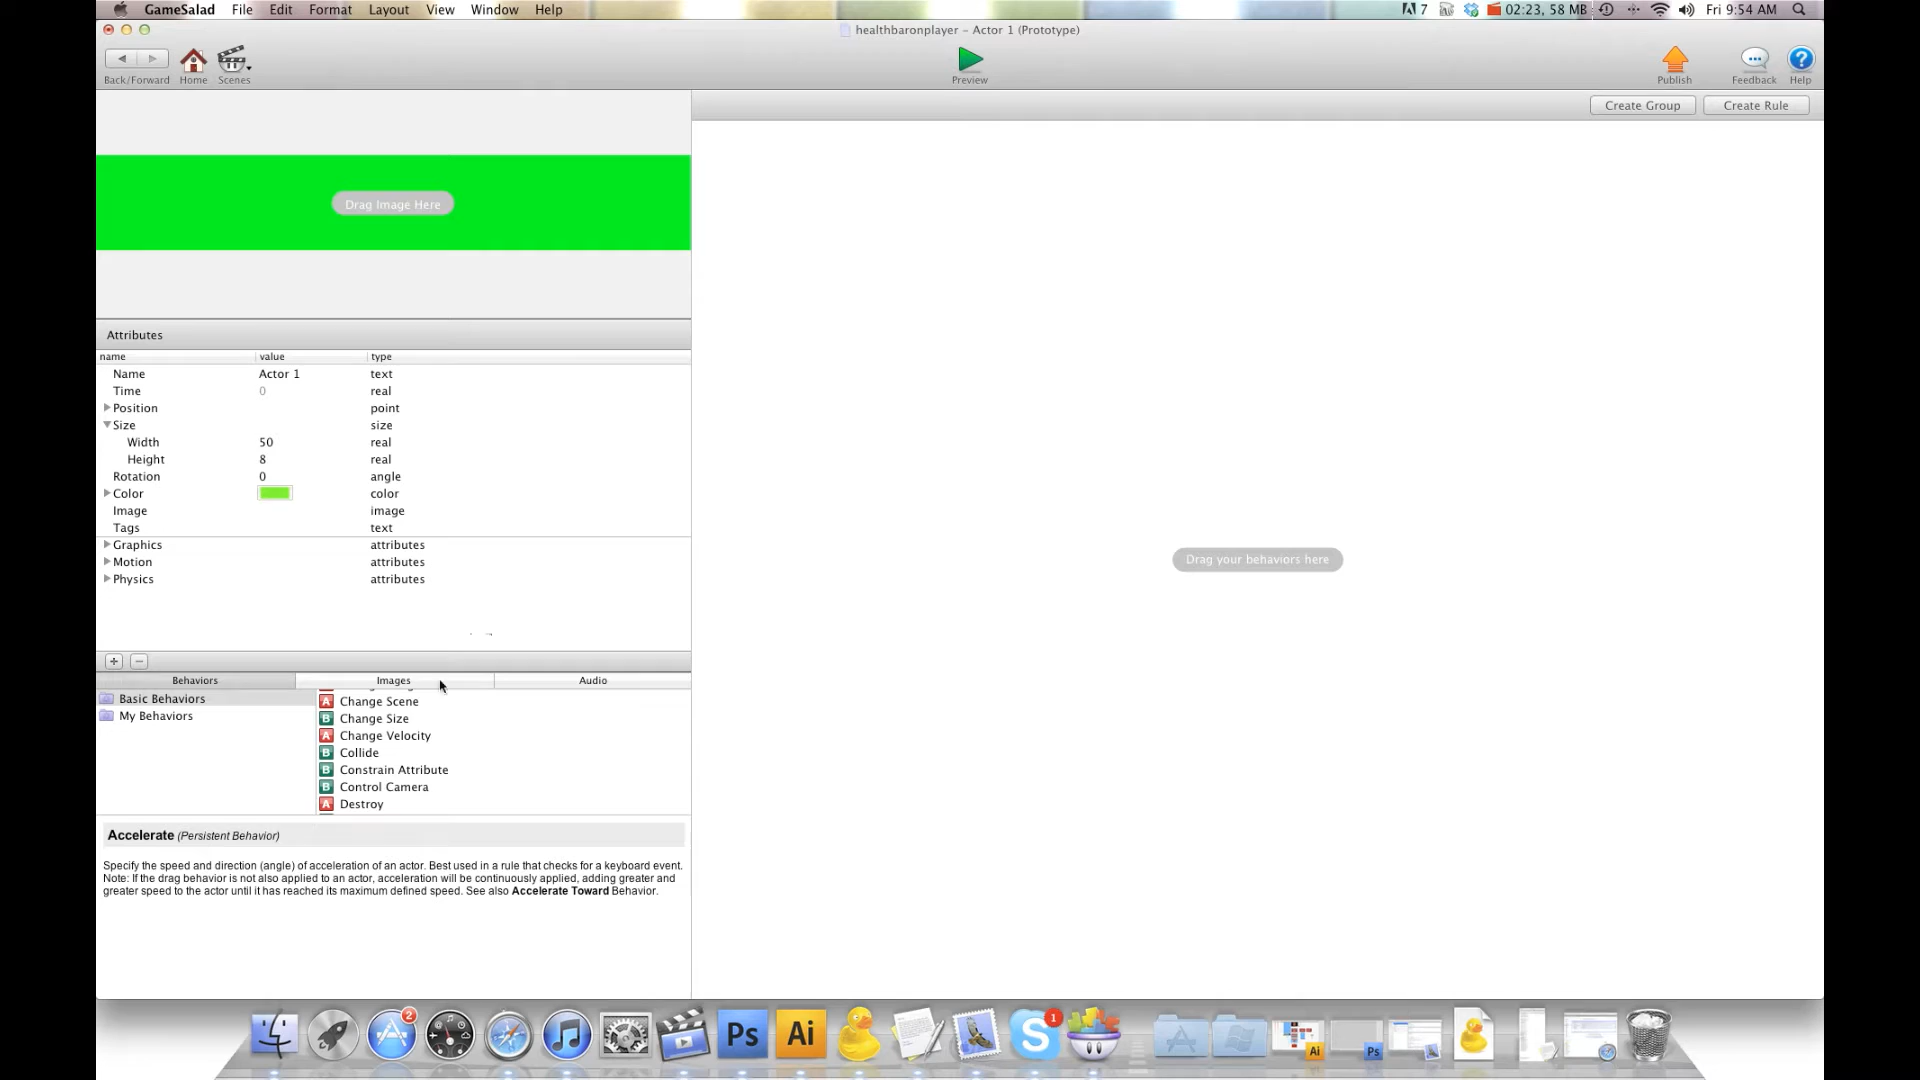 GameSalad File Edit Format Layout View Window Help
7 02:23, 58 MB Fri 9:54 AM
healthbaronplayer – Actor 1 (Prototype)
Back/Forward Home Scenes Preview Publish Feedback Help
Create Group Create Rule
Drag Image Here
Attributes
name value type
Name Actor 1 text
Time 0 real
Position point
Size size
Width 50 real
Height 8 real
Rotation 0 angle
Color color
Image image
Tags text
Graphics attributes
Motion attributes
Physics attributes
Drag your behaviors here
+ −
Behaviors Images Audio
Basic Behaviors
My Behaviors
A Change Scene
B Change Size
A Change Velocity
B Collide
B Constrain Attribute
B Control Camera
A Destroy
Accelerate (Persistent Behavior)
Specify the speed and direction (angle) of acceleration of an actor. Best used in a rule that checks for a keyboard event.
Note: If the drag behavior is not also applied to an actor, acceleration will be continuously applied, adding greater and
greater speed to the actor until it has reached its maximum defined speed. See also Accelerate Toward Behavior.
2 Ps Ai S 1 Ai Ps